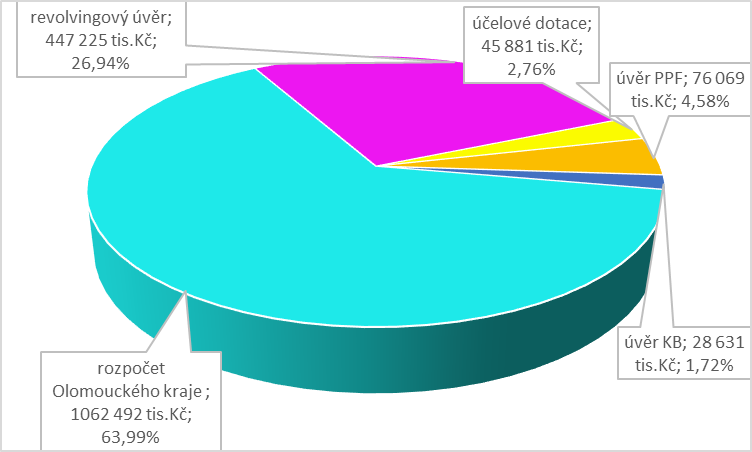 revolvingový úvěr;
447 225 tis.Kč;
26,94%
účelové dotace;
45 881 tis.Kč;
2,76%
úvěr PPF; 76 069
tis.Kč; 4,58%
úvěr KB; 28 631
tis.Kč; 1,72%
rozpočet
Olomouckého kraje ;
1062 492 tis.Kč;
63,99%